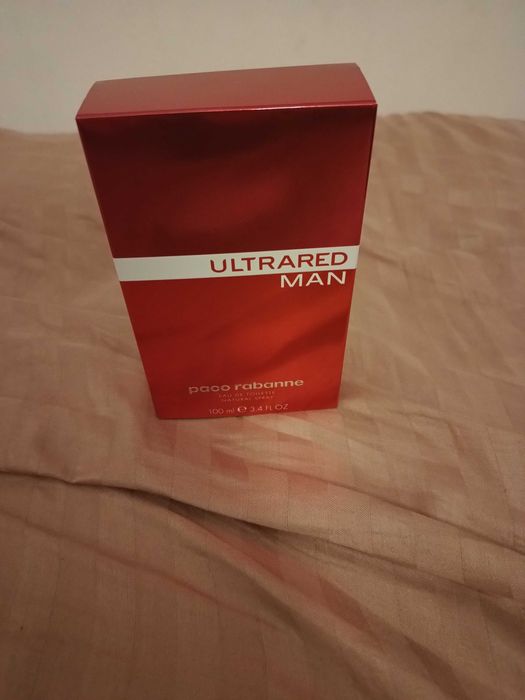 ULTRARED
MAN
paco rabanne
EAU DE TOILETTE
NATURAL SPRAY
100 ml ℮ 3.4 FL OZ